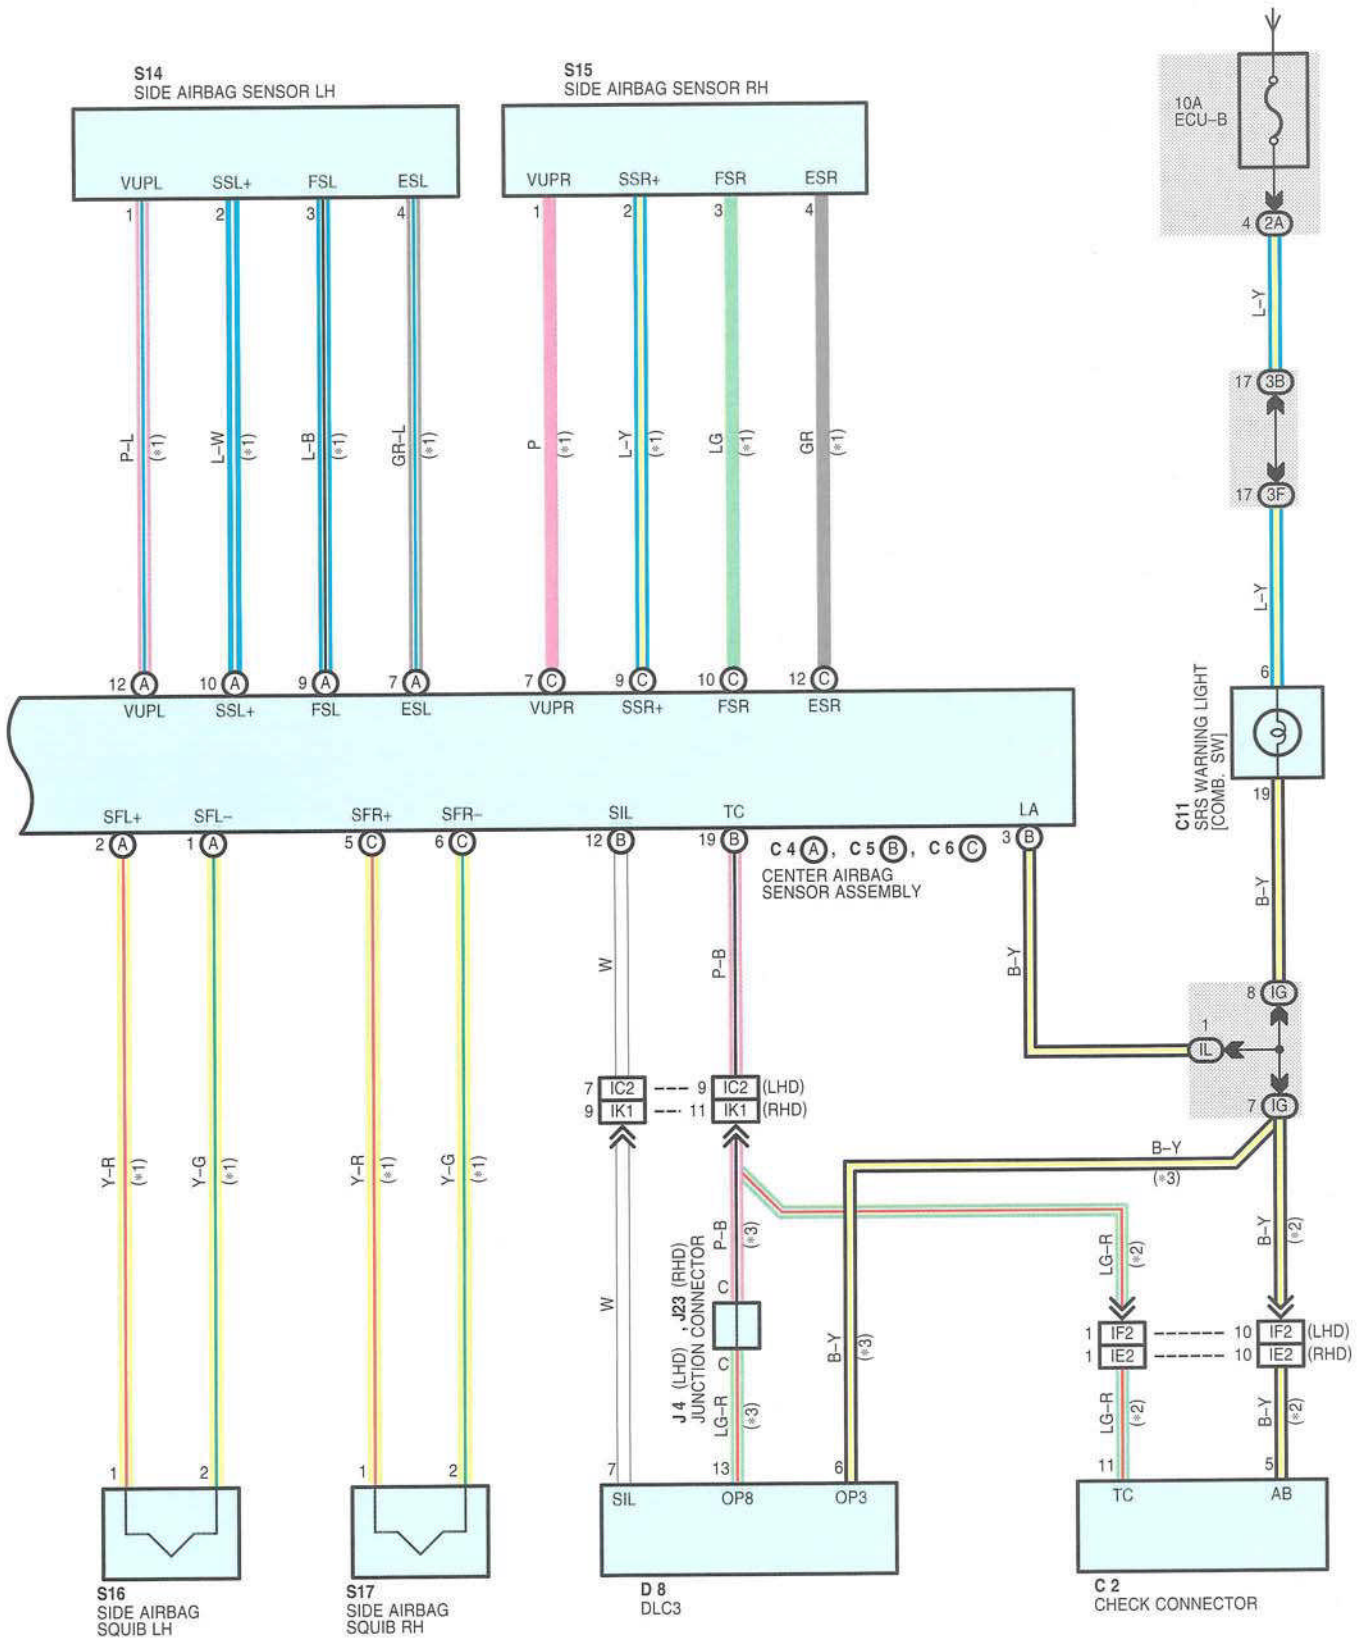 S14
SIDE AIRBAG SENSOR LH
S15
SIDE AIRBAG SENSOR RH
10A
ECU–B
VUPL SSL+ FSL ESL
VUPR SSR+ FSR ESR
1 2 3 4
1 2 3 4
4 2A
L–Y
17 3B
P–L (*1)
L–W (*1)
L–B (*1)
GR–L (*1)
P (*1)
L–Y (*1)
LG (*1)
GR (*1)
17 3F
L–Y
6
12 A 10 A 9 A 7 A
7 C 9 C 10 C 12 C
VUPL SSL+ FSL ESL
VUPR SSR+ FSR ESR
C11
SRS WARNING LIGHT
[COMB. SW]
19
SFL+ SFL– SFR+ SFR– SIL TC LA
2 A 1 A 5 C 6 C 12 B 19 B 3 B
C 4 A , C 5 B , C 6 C
CENTER AIRBAG
SENSOR ASSEMBLY
B–Y
W
P–B
B–Y
8 IG
1
IL
7 IG
7 IC2 9 IC2 (LHD)
9 IK1 11 IK1 (RHD)
Y–R (*1)
Y–G (*1)
Y–R (*1)
Y–G (*1)
B–Y
(*3)
P–B (*3)
LG–R (*2)
B–Y (*2)
W
J 4 (LHD) , J23 (RHD)
JUNCTION CONNECTOR
C
C
B–Y (*3)
1 IF2 10 IF2 (LHD)
1 IE2 10 IE2 (RHD)
LG–R (*3)
LG–R (*2)
B–Y (*2)
1 2 1 2 7 13 6 11 5
SIL OP8 OP3
TC AB
S16
SIDE AIRBAG
SQUIB LH
S17
SIDE AIRBAG
SQUIB RH
D 8
DLC3
C 2
CHECK CONNECTOR